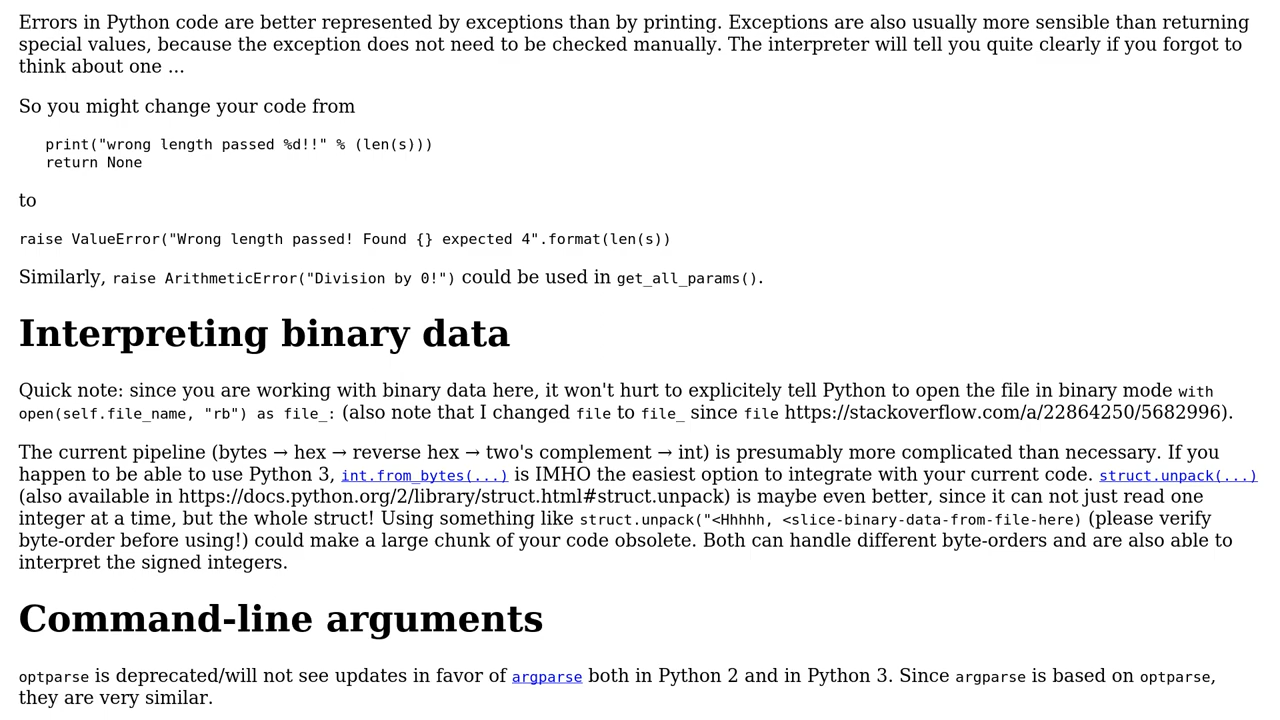 Errors in Python code are better represented by exceptions than by printing. Exceptions are also usually more sensible than returning
special values, because the exception does not need to be checked manually. The interpreter will tell you quite clearly if you forgot to
think about one ...
So you might change your code from
print("wrong length passed %d!!" % (len(s)))
return None
to
raise ValueError("Wrong length passed! Found {} expected 4".format(len(s))
Similarly, raise ArithmeticError("Division by 0!") could be used in get_all_params().
Interpreting binary data
Quick note: since you are working with binary data here, it won't hurt to explicitely tell Python to open the file in binary mode with
open(self.file_name, "rb") as file_: (also note that I changed file to file_ since file https://stackoverflow.com/a/22864250/5682996).
The current pipeline (bytes → hex → reverse hex → two's complement → int) is presumably more complicated than necessary. If you
happen to be able to use Python 3, int.from_bytes(...) is IMHO the easiest option to integrate with your current code. struct.unpack(...)
(also available in https://docs.python.org/2/library/struct.html#struct.unpack) is maybe even better, since it can not just read one
integer at a time, but the whole struct! Using something like struct.unpack("<Hhhhh, <slice-binary-data-from-file-here) (please verify
byte-order before using!) could make a large chunk of your code obsolete. Both can handle different byte-orders and are also able to
interpret the signed integers.
Command-line arguments
optparse is deprecated/will not see updates in favor of argparse both in Python 2 and in Python 3. Since argparse is based on optparse,
they are very similar.